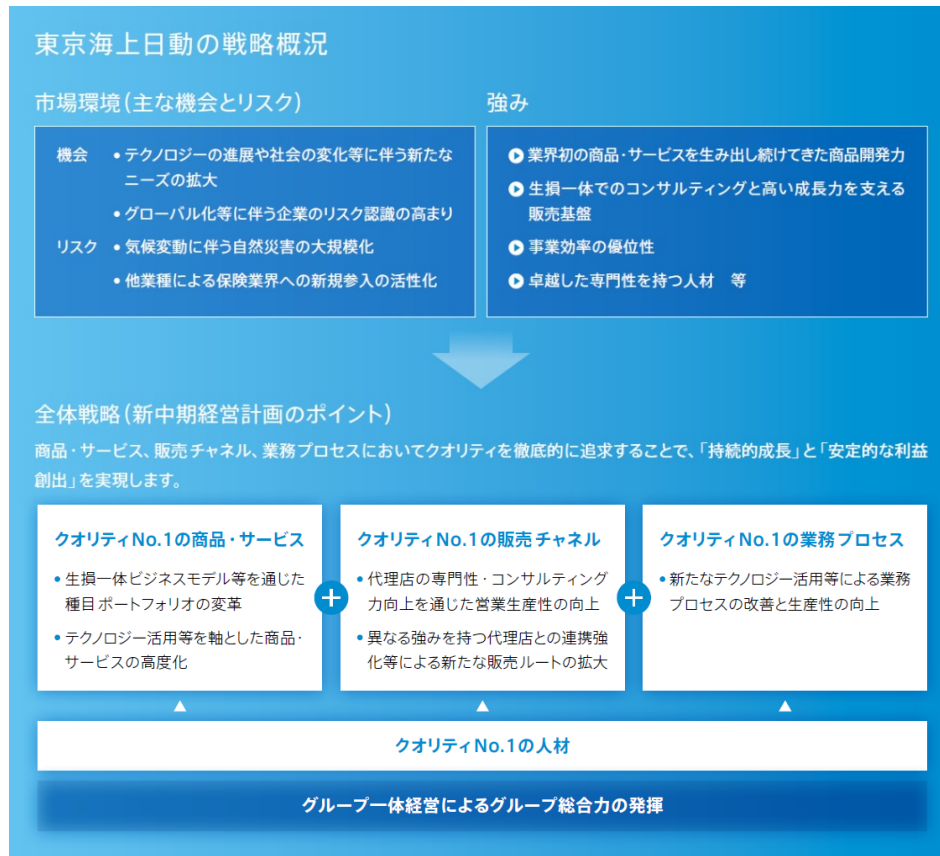 東京海上日動の戦略概況
市場環境(主な機会とリスク)
機会
•テクノロジーの進展や社会の変化等に伴う新たな
ニーズの拡大
•グローバル化等に伴う企業のリスク認識の高まり
リスク
•気候変動に伴う自然災害の大規模化
•他業種による保険業界への新規参入の活性化
強み
業界初の商品・サービスを生み出し続けてきた商品開発力
生損一体でのコンサルティングと高い成長力を支える
販売基盤
事業効率の優位性
卓越した専門性を持つ人材 等
全体戦略(新中期経営計画のポイント)
商品・サービス、販売チャネル、業務プロセスにおいてクオリティを徹底的に追求することで、「持続的成長」と「安定的な利益
創出」を実現します。
クオリティNo.1の商品・サービス
•生損一体ビジネスモデル等を通じた
種目ポートフォリオの変革
•テクノロジー活用等を軸とした商品・
サービスの高度化
+
クオリティNo.1の販売チャネル
•代理店の専門性・コンサルティング
力向上を通じた営業生産性の向上
•異なる強みを持つ代理店との連携強
化等による新たな販売ルートの拡大
+
クオリティNo.1の業務プロセス
•新たなテクノロジー活用等による業務
プロセスの改善と生産性の向上
クオリティNo.1の人材
グループ一体経営によるグループ総合力の発揮